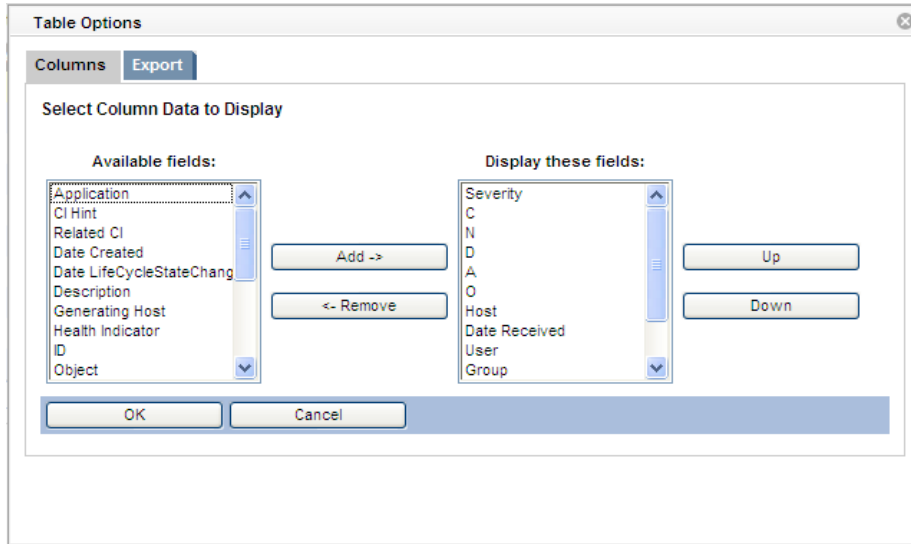 Table Options
Columns Export
Select Column Data to Display
Available fields: Display these fields:
Application
CI Hint
Related CI
Date Created
Date LifeCycleStateChang
Description
Generating Host
Health Indicator
ID
Object
Add ->
<- Remove
Severity
C
N
D
A
O
Host
Date Received
User
Group
Up
Down
OK Cancel